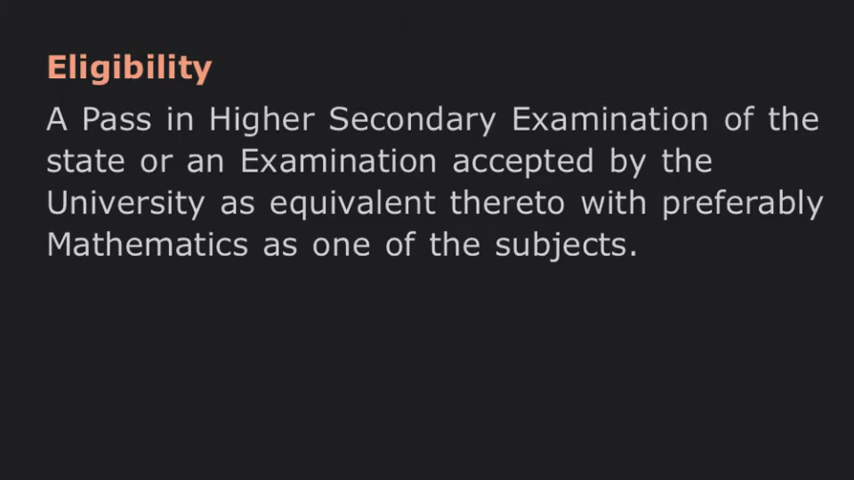 Eligibility
A Pass in Higher Secondary Examination of the
state or an Examination accepted by the
University as equivalent thereto with preferably
Mathematics as one of the subjects.